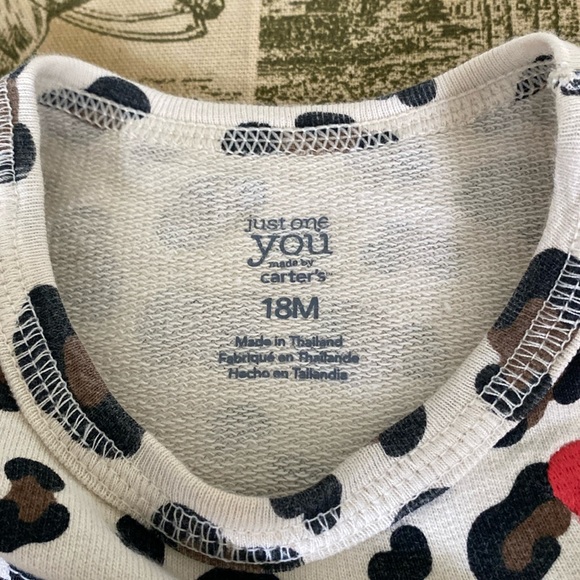 just one
you
made by
carter's
18M
Made in Thailand
Fabriqué en Thaïlande
Hecho en Tailandia